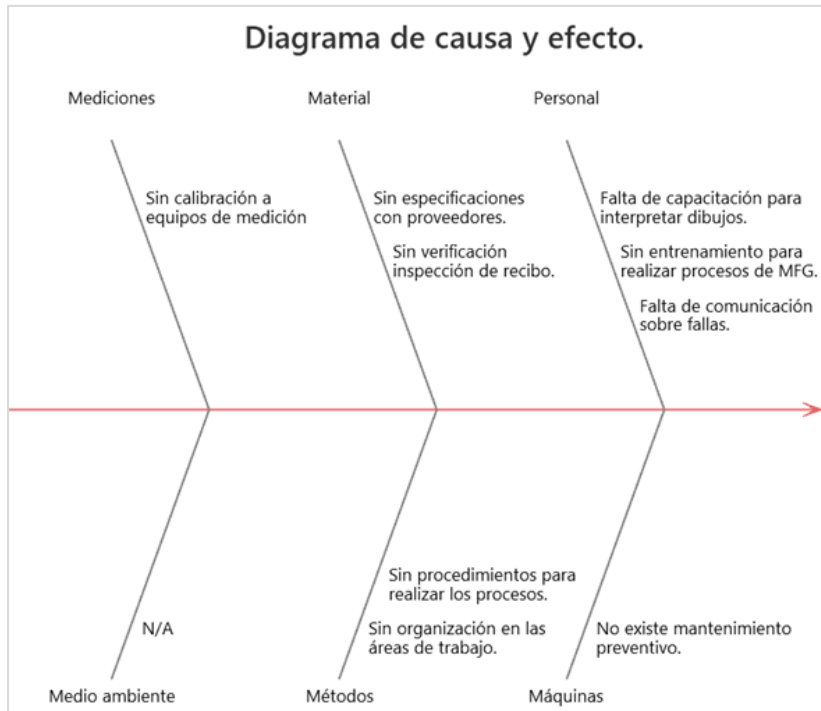 Diagrama de causa y efecto.
Mediciones
Material
Personal
Sin calibración a
equipos de medición
Sin especificaciones
con proveedores.
Sin verificación
inspección de recibo.
Falta de capacitación para
interpretar dibujos.
Sin entrenamiento para
realizar procesos de MFG.
Falta de comunicación
sobre fallas.
N/A
Sin procedimientos para
realizar los procesos.
Sin organización en las
áreas de trabajo.
No existe mantenimiento
preventivo.
Medio ambiente
Métodos
Máquinas